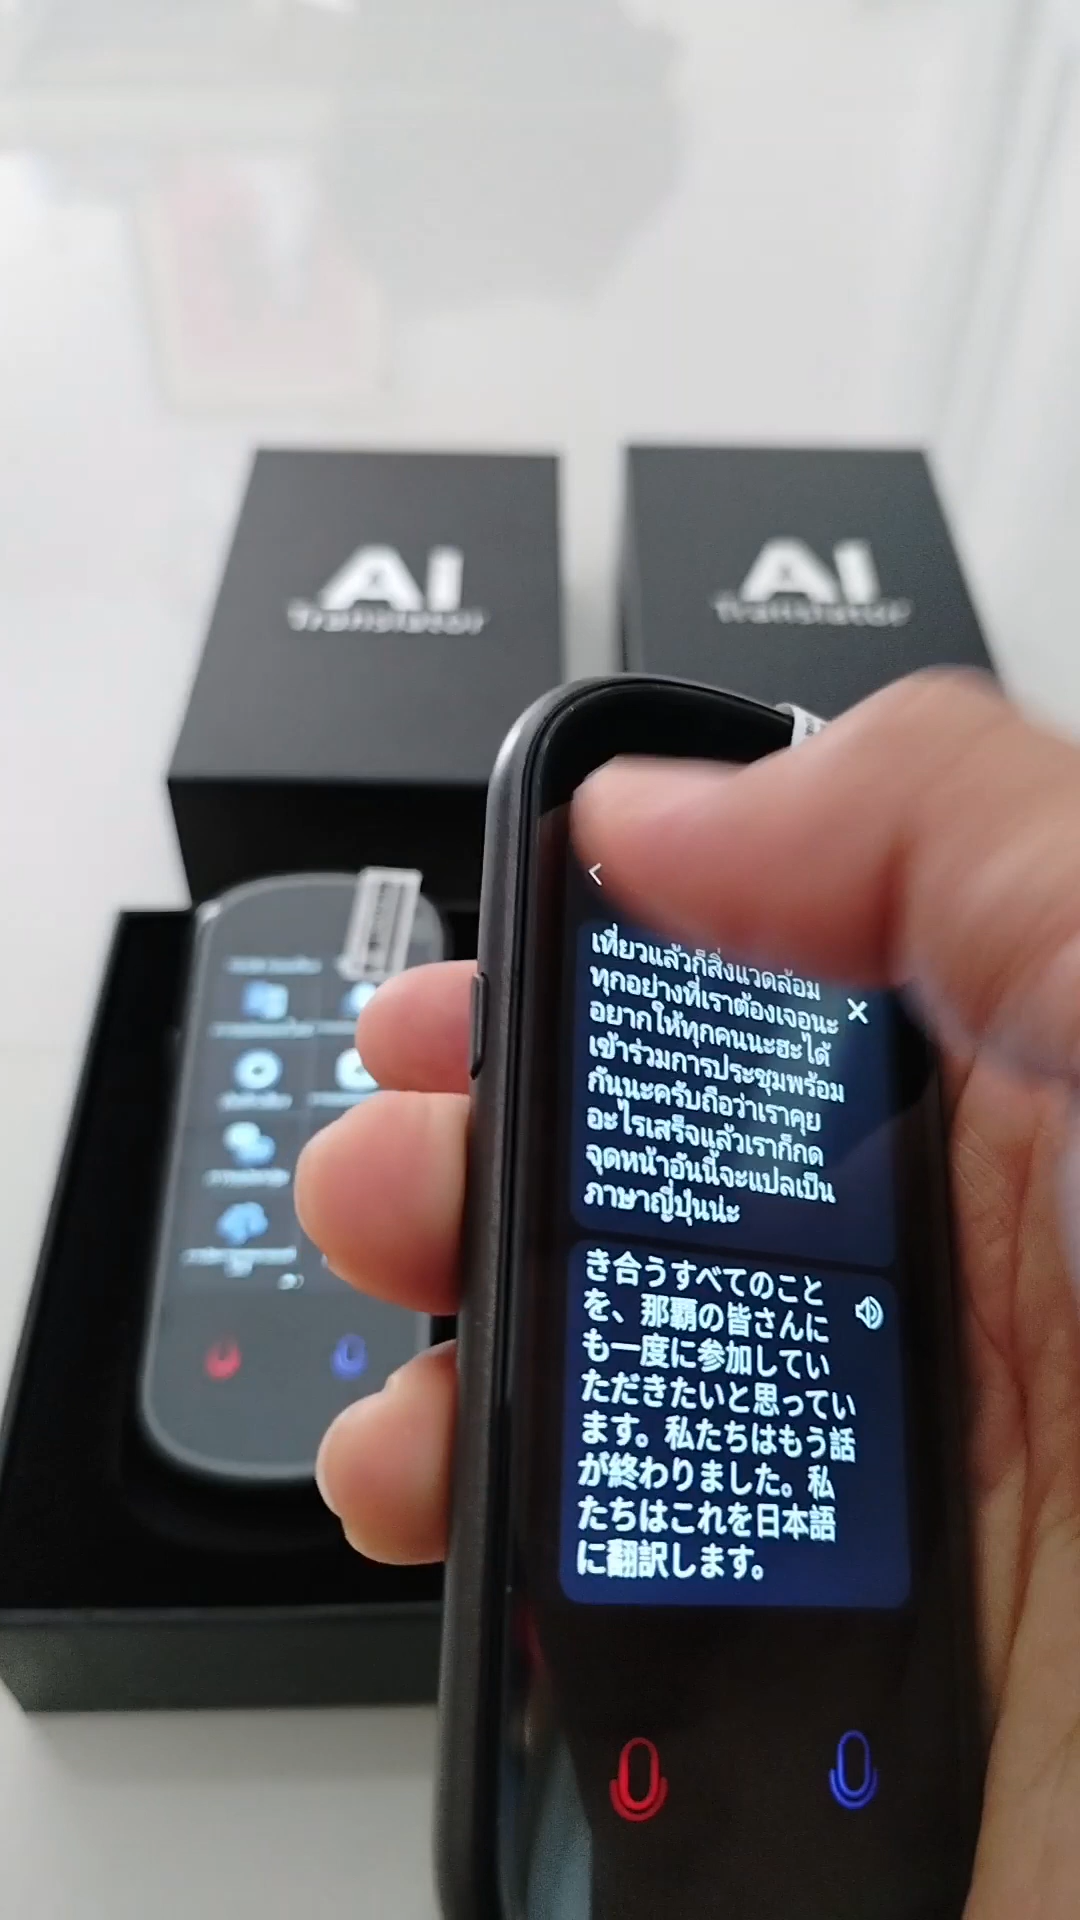 AI
Translator
AI
Translator
เที่ยวแล้วก็สิ่งแวดล้อม
ทุกอย่างที่เราต้องเจอนะ
อยากให้ทุกคนนะฮะได้
เข้าร่วมการประชุมพร้อม
กันนะครับถือว่าเราคุย
อะไรเสร็จแล้วเราก็กด
จุดหน้าอันนี้จะแปลเป็น
ภาษาญี่ปุ่นน่ะ
き合うすべてのこと
を、那覇の皆さんに
も一度に参加してい
ただきたいと思ってい
ます。私たちはもう話
が終わりました。私
たちはこれを日本語
に翻訳します。